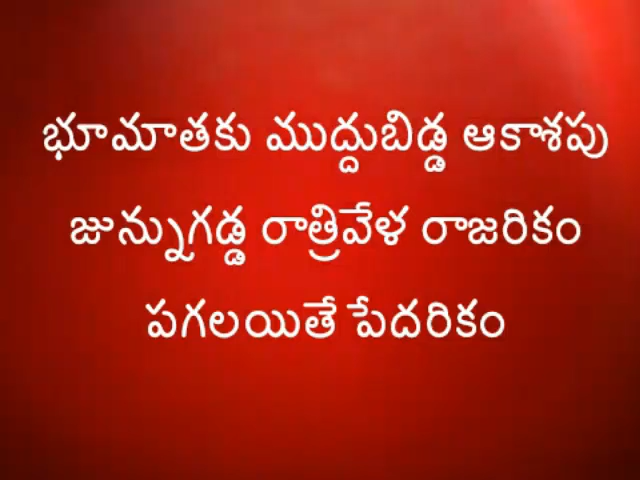 భూమాతకు ముద్దుబిడ్డ ఆకాశపు
జున్నుగడ్డ రాత్రివేళ రాజరికం
పగలయితే పేదరికం